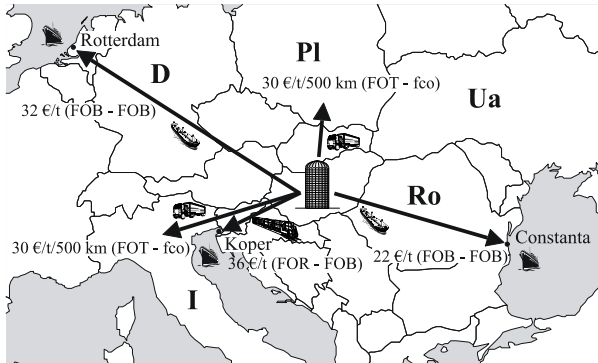 Rotterdam
Pl
D
30 €/t/500 km (FOT - fco)
Ua
32 €/t (FOB - FOB)
Ro
Constanta
30 €/t/500 km (FOT - fco)
Koper
36,€/t (FOR - FOB)
22 €/t (FOB - FOB)
I